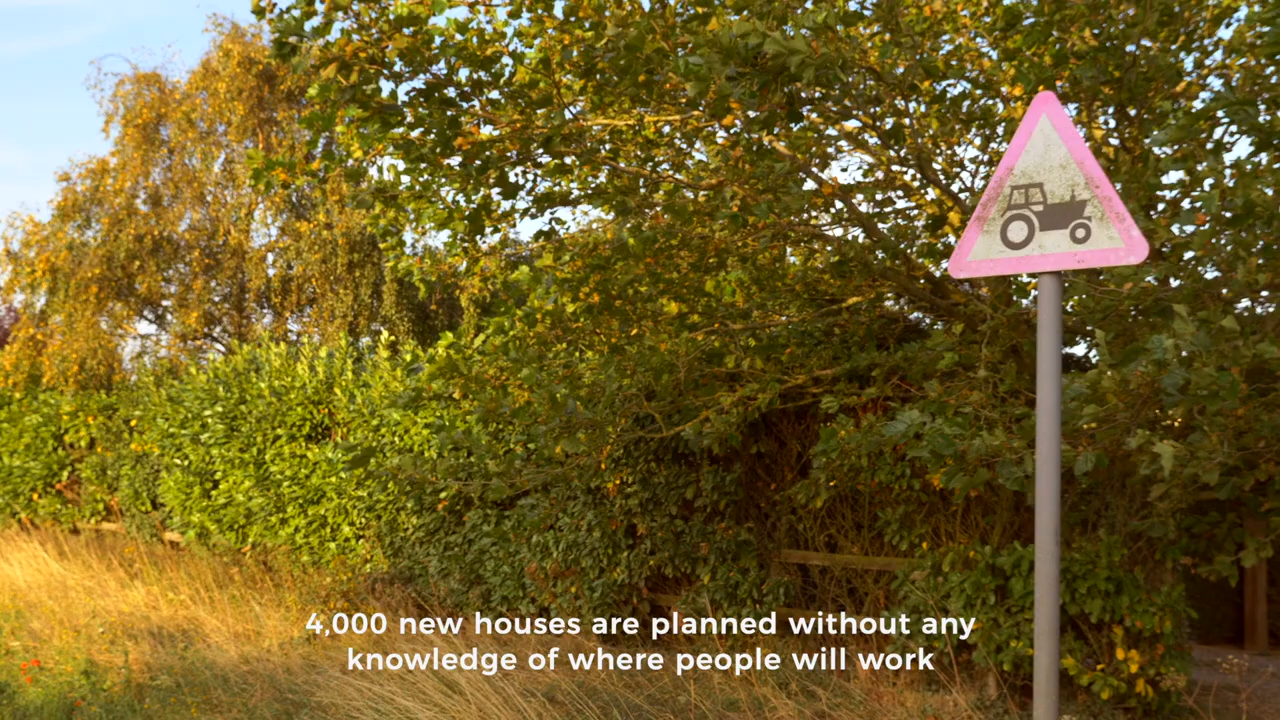 4,000 new houses are planned without any
knowledge of where people will work